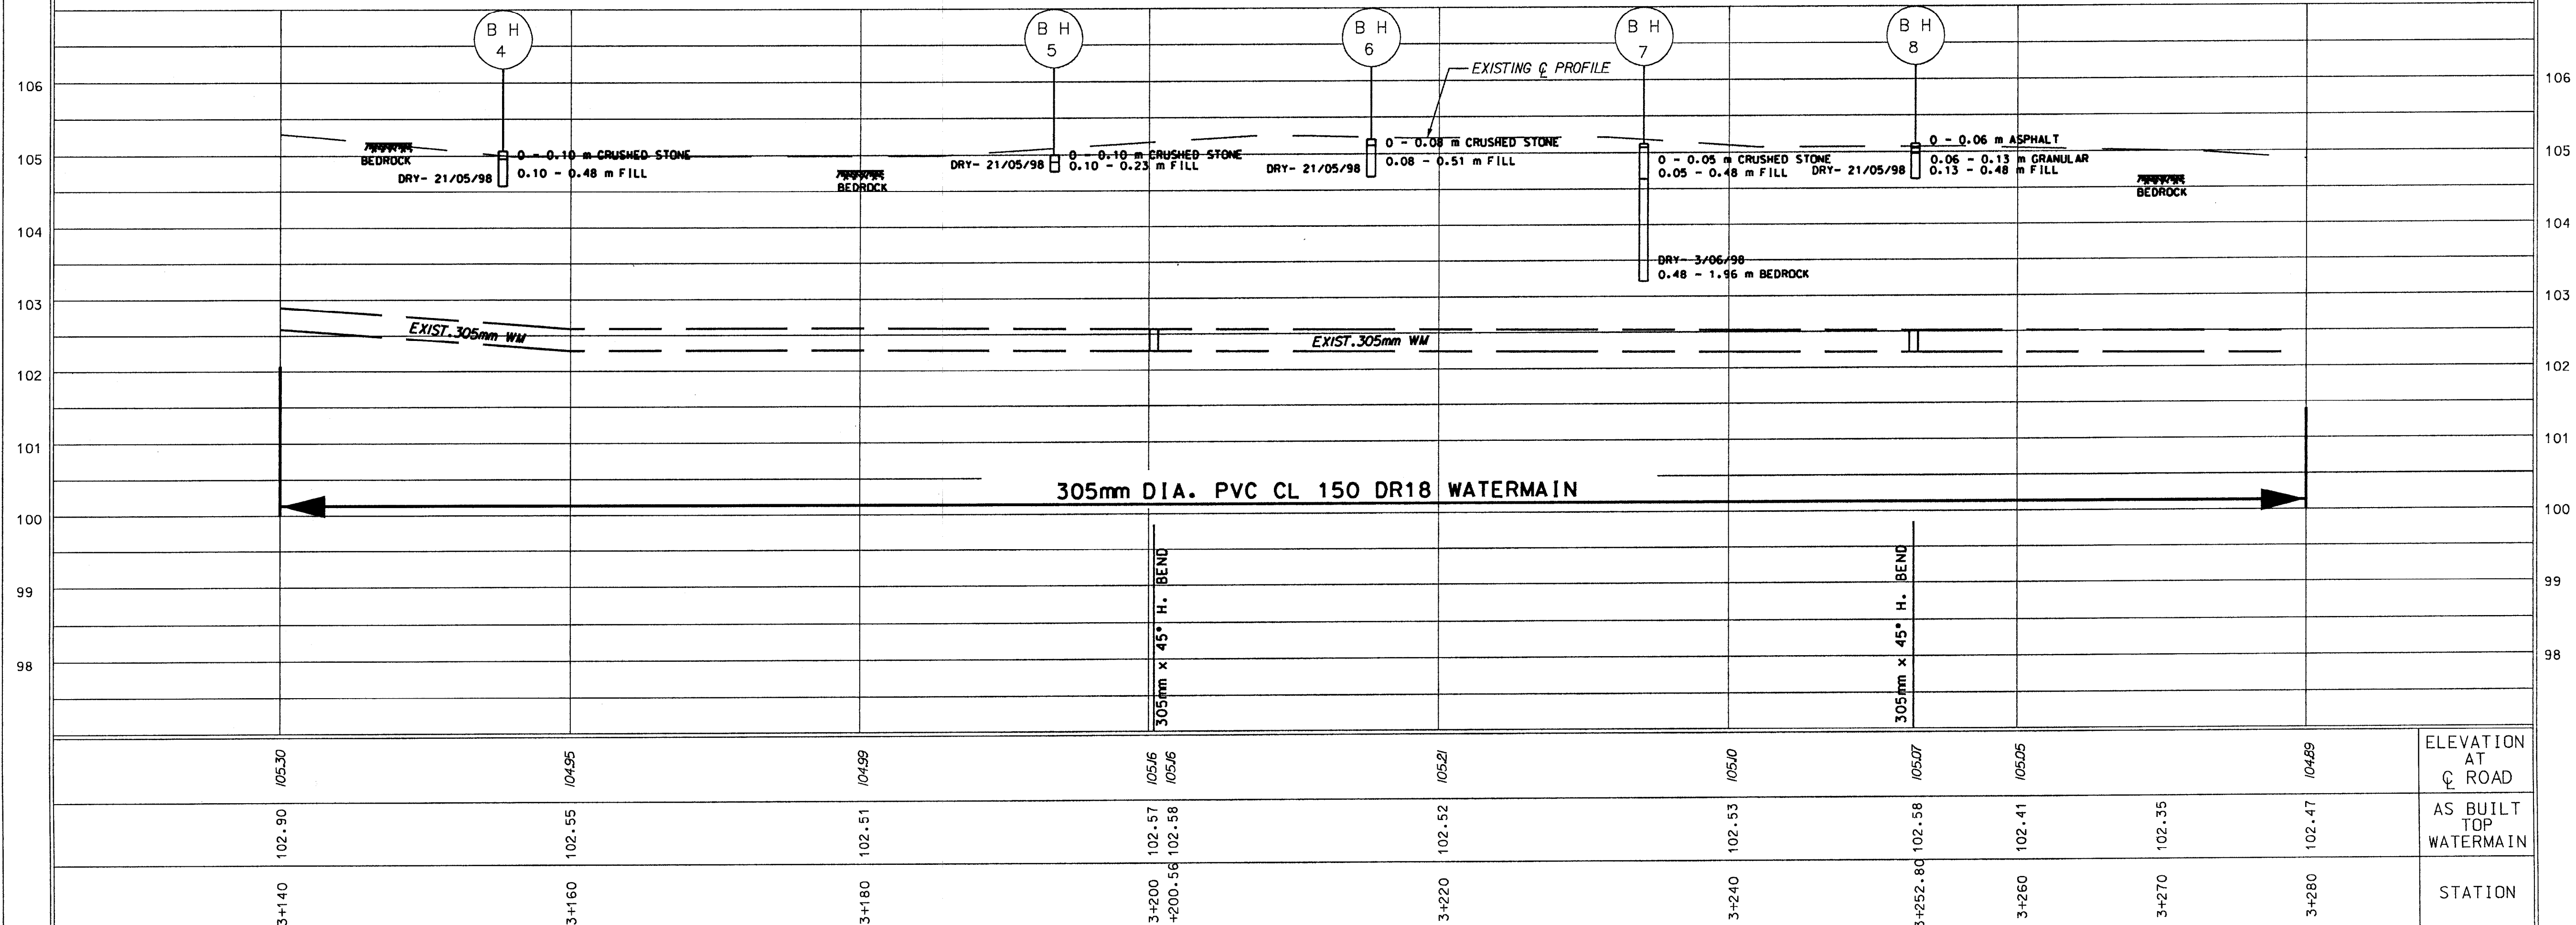 B H
4
B H
5
B H
6
B H
7
B H
8
EXISTING ℄ PROFILE
106
106
105
105
104
104
103
103
102
102
101
101
100
100
99
99
98
98
BEDROCK
0 - 0.10 m CRUSHED STONE
DRY- 21/05/98
0.10 - 0.48 m FILL
BEDROCK
0 - 0.10 m CRUSHED STONE
DRY- 21/05/98
0.10 - 0.23 m FILL
0 - 0.08 m CRUSHED STONE
DRY- 21/05/98
0.08 - 0.51 m FILL
0 - 0.05 m CRUSHED STONE
0.05 - 0.48 m FILL
DRY- 3/06/98
0.48 - 1.96 m BEDROCK
0 - 0.06 m ASPHALT
0.06 - 0.13 m GRANULAR
DRY- 21/05/98
0.13 - 0.48 m FILL
BEDROCK
EXIST.305mm WM
EXIST.305mm WM
305mm DIA. PVC CL 150 DR18 WATERMAIN
305mm x 45° H. BEND
305mm x 45° H. BEND
105.30
104.95
104.99
105.16
105.16
105.21
105.10
105.07
105.05
104.89
ELEVATION
AT
℄ ROAD
102.90
102.55
102.51
102.57
102.58
102.52
102.53
102.58
102.41
102.35
102.47
AS BUILT
TOP
WATERMAIN
3+140
3+160
3+180
3+200
+200.56
3+220
3+240
3+252.80
3+260
3+270
3+280
STATION